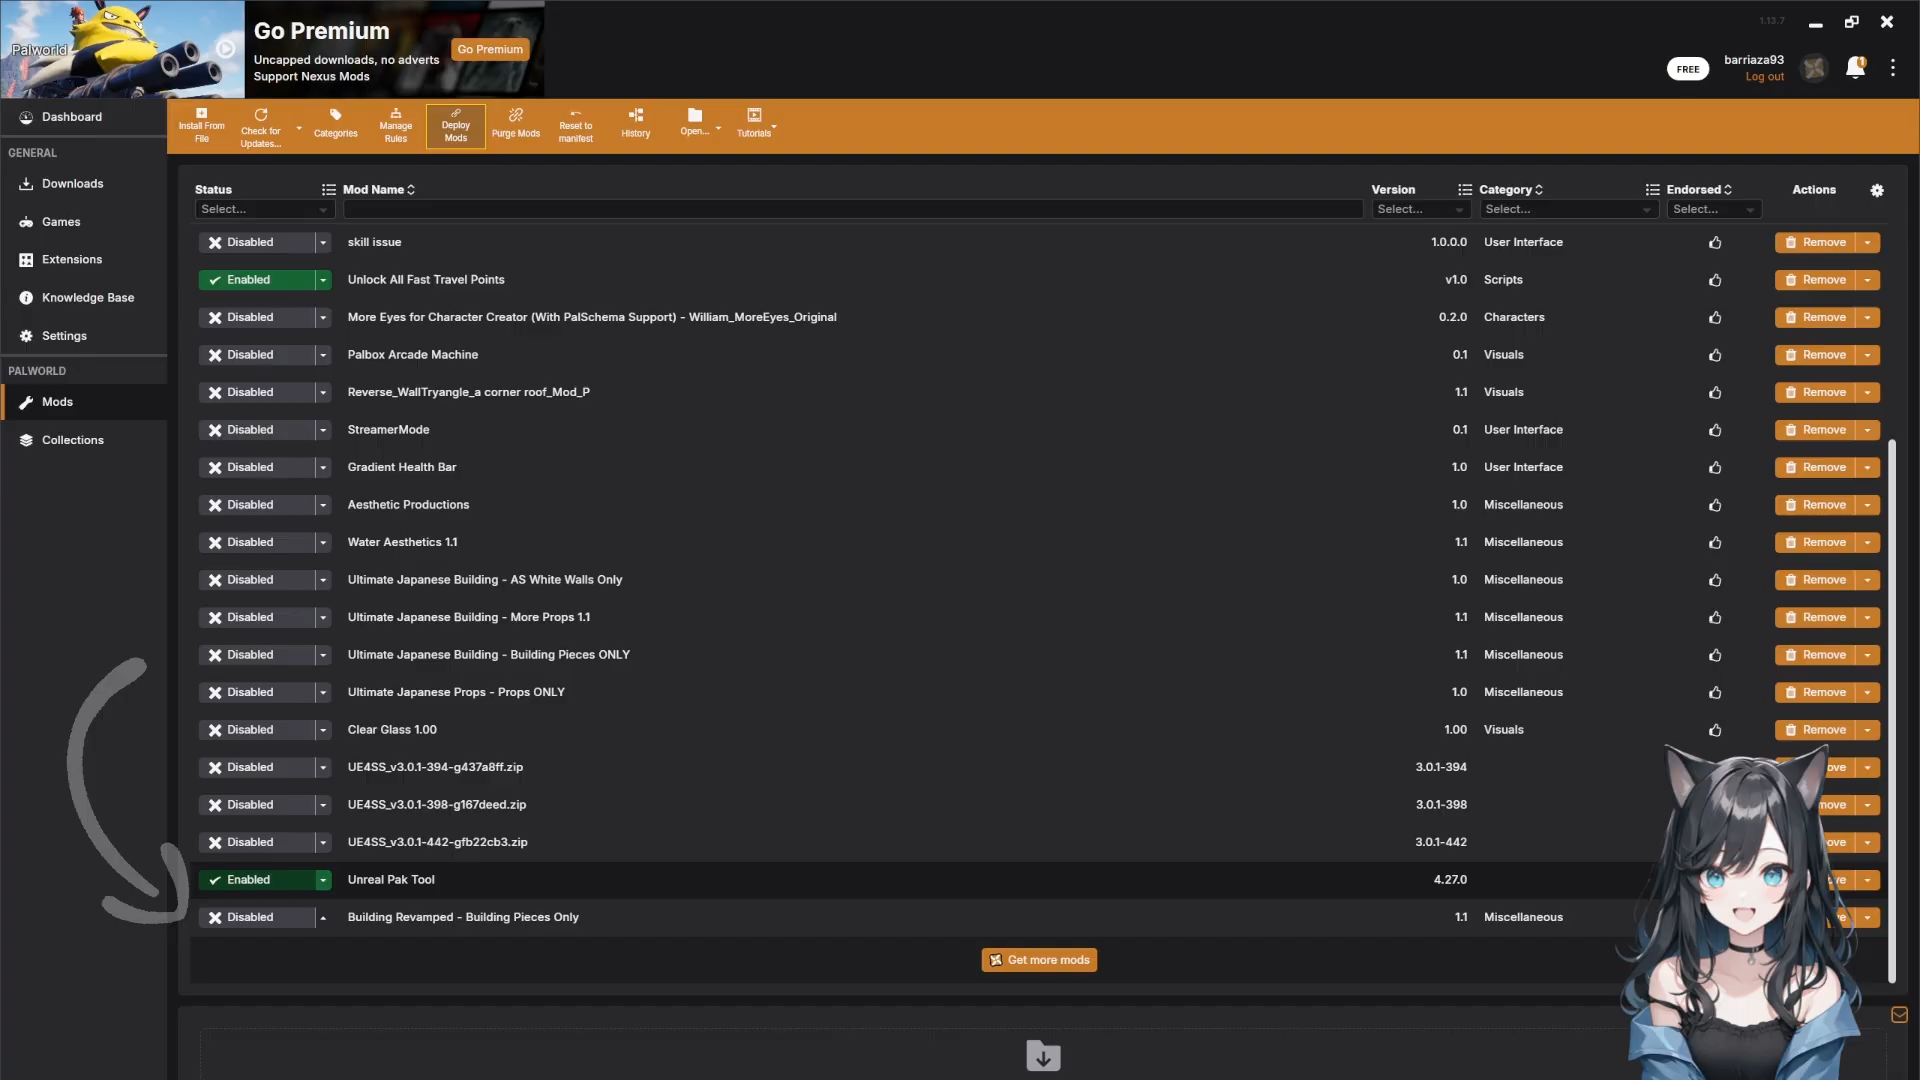 Palworld
Go Premium
Uncapped downloads, no adverts
Support Nexus Mods
Go Premium
1.13.7
FREE
barriaza93
Log out
1
Install From File
Check for Updates...
Categories
Manage Rules
Deploy Mods
Purge Mods
Reset to manifest
History
Open...
Tutorials
Dashboard
GENERAL
Downloads
Games
Extensions
Knowledge Base
Settings
PALWORLD
Mods
Collections
Status Mod Name Version Category Endorsed Actions
Select... Select... Select... Select...
Disabled skill issue 1.0.0.0 User Interface Remove
Enabled Unlock All Fast Travel Points v1.0 Scripts Remove
Disabled More Eyes for Character Creator (With PalSchema Support) - William_MoreEyes_Original 0.2.0 Characters Remove
Disabled Palbox Arcade Machine 0.1 Visuals Remove
Disabled Reverse_WallTryangle_a corner roof_Mod_P 1.1 Visuals Remove
Disabled StreamerMode 0.1 User Interface Remove
Disabled Gradient Health Bar 1.0 User Interface Remove
Disabled Aesthetic Productions 1.0 Miscellaneous Remove
Disabled Water Aesthetics 1.1 1.1 Miscellaneous Remove
Disabled Ultimate Japanese Building - AS White Walls Only 1.0 Miscellaneous Remove
Disabled Ultimate Japanese Building - More Props 1.1 1.1 Miscellaneous Remove
Disabled Ultimate Japanese Building - Building Pieces ONLY 1.1 Miscellaneous Remove
Disabled Ultimate Japanese Props - Props ONLY 1.0 Miscellaneous Remove
Disabled Clear Glass 1.00 1.00 Visuals Remove
Disabled UE4SS_v3.0.1-394-g437a8ff.zip 3.0.1-394 ove
Disabled UE4SS_v3.0.1-398-g167deed.zip 3.0.1-398 move
Disabled UE4SS_v3.0.1-442-gfb22cb3.zip 3.0.1-442 ove
Enabled Unreal Pak Tool 4.27.0 ve
Disabled Building Revamped - Building Pieces Only 1.1 Miscellaneous e
Get more mods